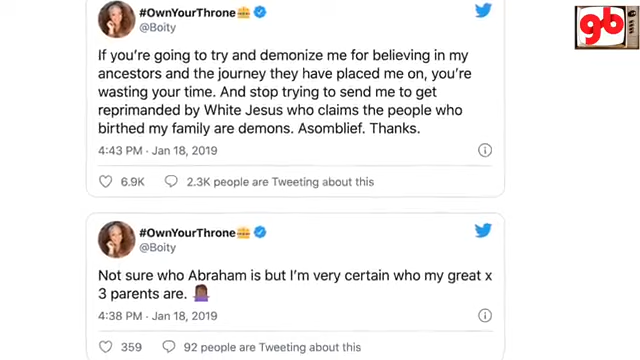 gb
#OwnYourThrone👑
@Boity
If you're going to try and demonize me for believing in my
ancestors and the journey they have placed me on, you're
wasting your time. And stop trying to send me to get
reprimanded by White Jesus who claims the people who
birthed my family are demons. Asomblief. Thanks.
4:43 PM · Jan 18, 2019
6.9K 2.3K people are Tweeting about this
#OwnYourThrone👑
@Boity
Not sure who Abraham is but I'm very certain who my great x
3 parents are. 💁🏾‍♀️
4:38 PM · Jan 18, 2019
359 92 people are Tweeting about this